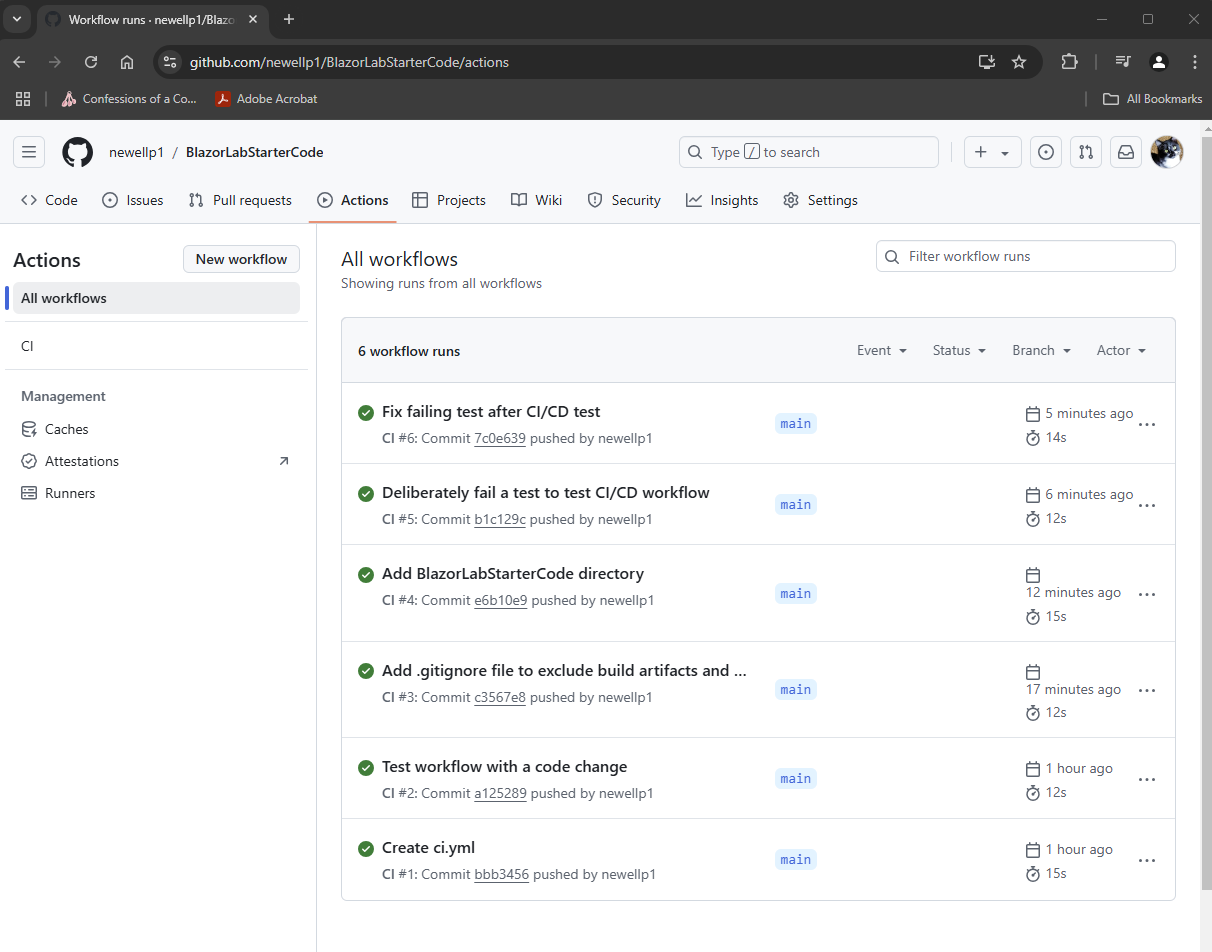 Workflow runs · newellp1/Blazo
github.com/newellp1/BlazorLabStarterCode/actions
Confessions of a Co...
Adobe Acrobat
All Bookmarks
newellp1 / BlazorLabStarterCode
Type / to search
Code
Issues
Pull requests
Actions
Projects
Wiki
Security
Insights
Settings
Actions
New workflow
All workflows
CI
Management
Caches
Attestations
Runners
All workflows
Showing runs from all workflows
Filter workflow runs
6 workflow runs
Event
Status
Branch
Actor
Fix failing test after CI/CD test
CI #6: Commit 7c0e639 pushed by newellp1
main
5 minutes ago
14s
Deliberately fail a test to test CI/CD workflow
CI #5: Commit b1c129c pushed by newellp1
main
6 minutes ago
12s
Add BlazorLabStarterCode directory
CI #4: Commit e6b10e9 pushed by newellp1
main
12 minutes ago
15s
Add .gitignore file to exclude build artifacts and ...
CI #3: Commit c3567e8 pushed by newellp1
main
17 minutes ago
12s
Test workflow with a code change
CI #2: Commit a125289 pushed by newellp1
main
1 hour ago
12s
Create ci.yml
CI #1: Commit bbb3456 pushed by newellp1
main
1 hour ago
15s